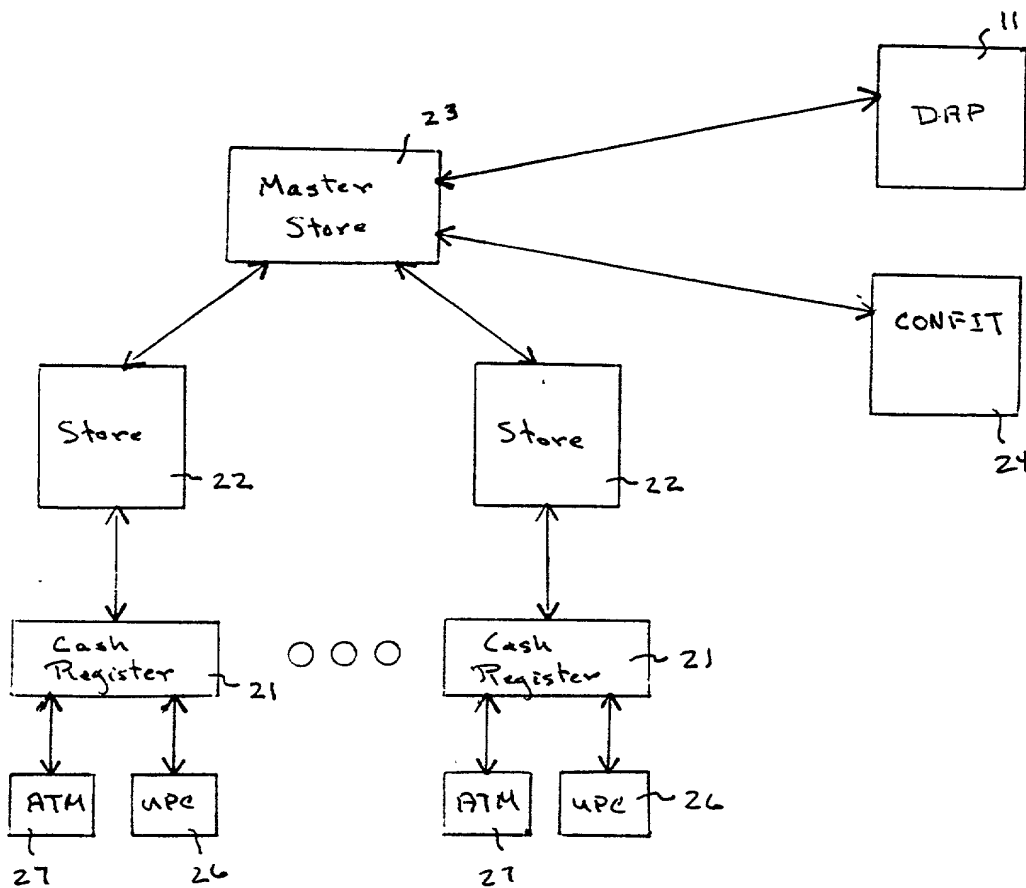 11
DAP
23
Master
Store
CONFIT
24
Store
22
Store
22
Cash
Register
21
Cash
Register
21
ATM
27
UPC
26
ATM
27
UPC
26